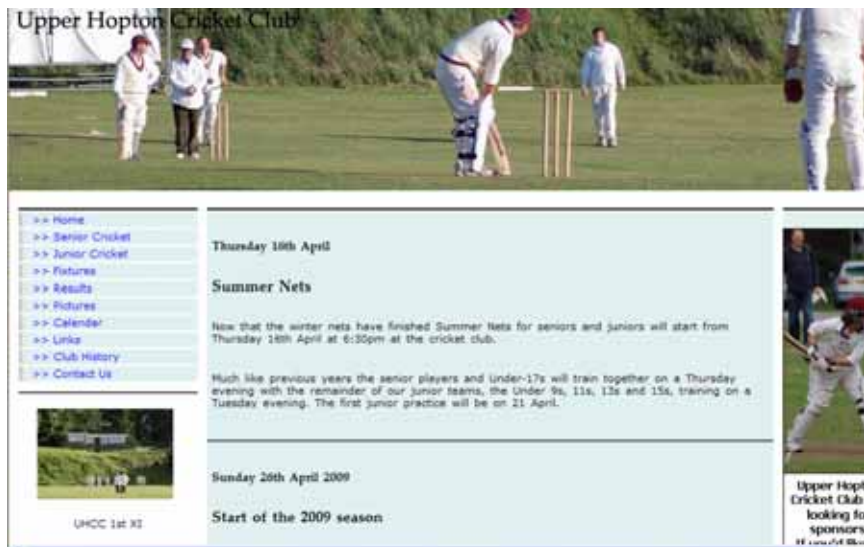 Upper Hopton Cricket Club
>> Home
>> Senior Cricket
>> Junior Cricket
>> Fixtures
>> Results
>> Pictures
>> Calendar
>> Links
>> Club History
>> Contact Us
UHCC 1st XI
Thursday 16th April
Summer Nets
Now that the winter nets have finished Summer Nets for seniors and juniors will start from
Thursday 16th April at 6:30pm at the cricket club.
Much like previous years the senior players and Under-17s will train together on a Thursday
evening with the remainder of our junior teams, the Under 9s, 11s, 13s and 15s, training on a
Tuesday evening. The first junior practice will be on 21 April.
Sunday 26th April 2009
Start of the 2009 season
Upper Hopt
Cricket Club
looking fo
sponsors